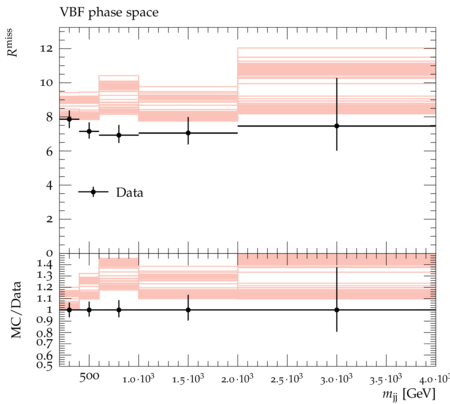 VBF phase space
R^miss
12
10
8
6
4
2
0
Data
MC/Data
1.4
1.3
1.2
1.1
1
0.9
0.8
0.7
0.6
0.5
500 1.0·10³ 1.5·10³ 2.0·10³ 2.5·10³ 3.0·10³ 3.5·10³ 4.0·10³
m_jj [GeV]